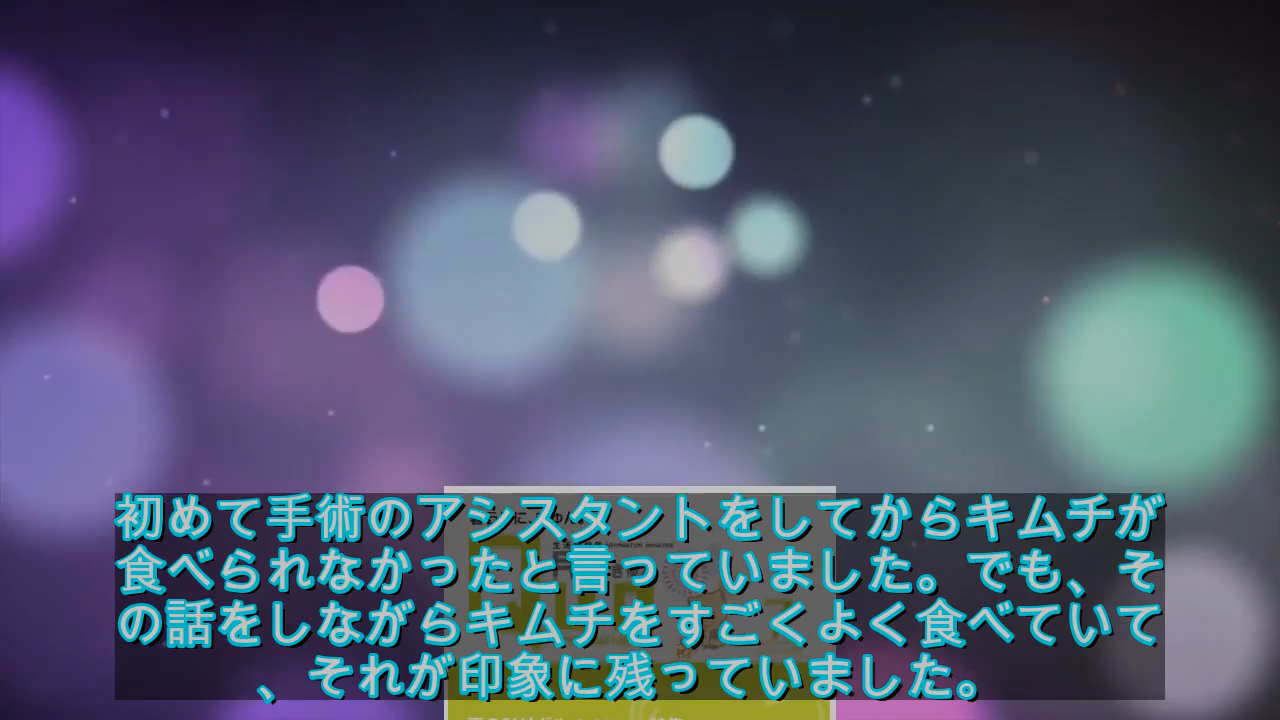 初めて手術のアシスタントをしてからキムチが
食べられなかったと言っていました。でも、そ
の話をしながらキムチをすごくよく食べていて
、それが印象に残っていました。